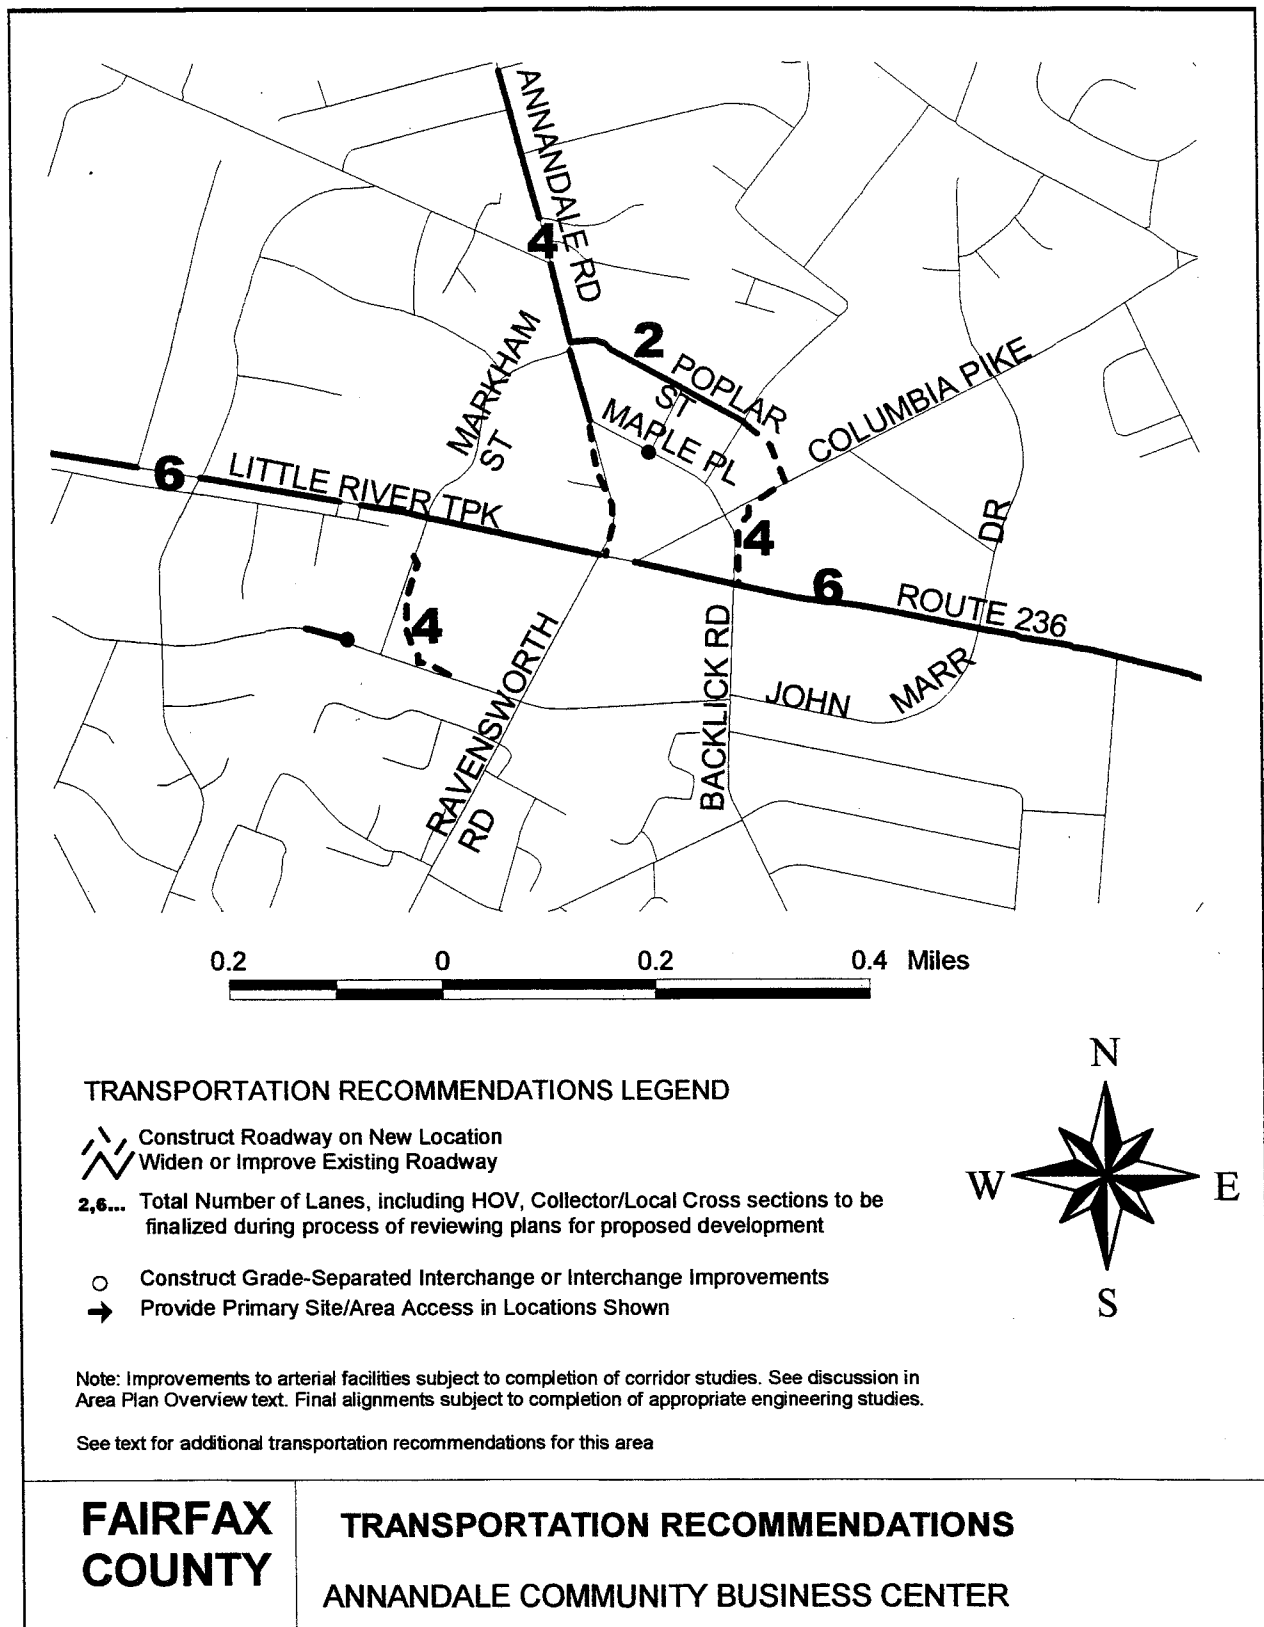 ANNANDALE RD
4
2
POPLAR
ST
MARKHAM
ST
MAPLE PL
COLUMBIA PIKE
6
LITTLE RIVER TPK
4
DR
6
ROUTE 236
4
RAVENSWORTH
RD
BACKLICK RD
JOHN
MARR
0.2 0 0.2 0.4 Miles
N
W E
S
TRANSPORTATION RECOMMENDATIONS LEGEND
Construct Roadway on New Location
Widen or Improve Existing Roadway
2,6... Total Number of Lanes, including HOV, Collector/Local Cross sections to be
finalized during process of reviewing plans for proposed development
Construct Grade-Separated Interchange or Interchange Improvements
Provide Primary Site/Area Access in Locations Shown
Note: Improvements to arterial facilities subject to completion of corridor studies. See discussion in
Area Plan Overview text. Final alignments subject to completion of appropriate engineering studies.
See text for additional transportation recommendations for this area
FAIRFAX
COUNTY
TRANSPORTATION RECOMMENDATIONS
ANNANDALE COMMUNITY BUSINESS CENTER